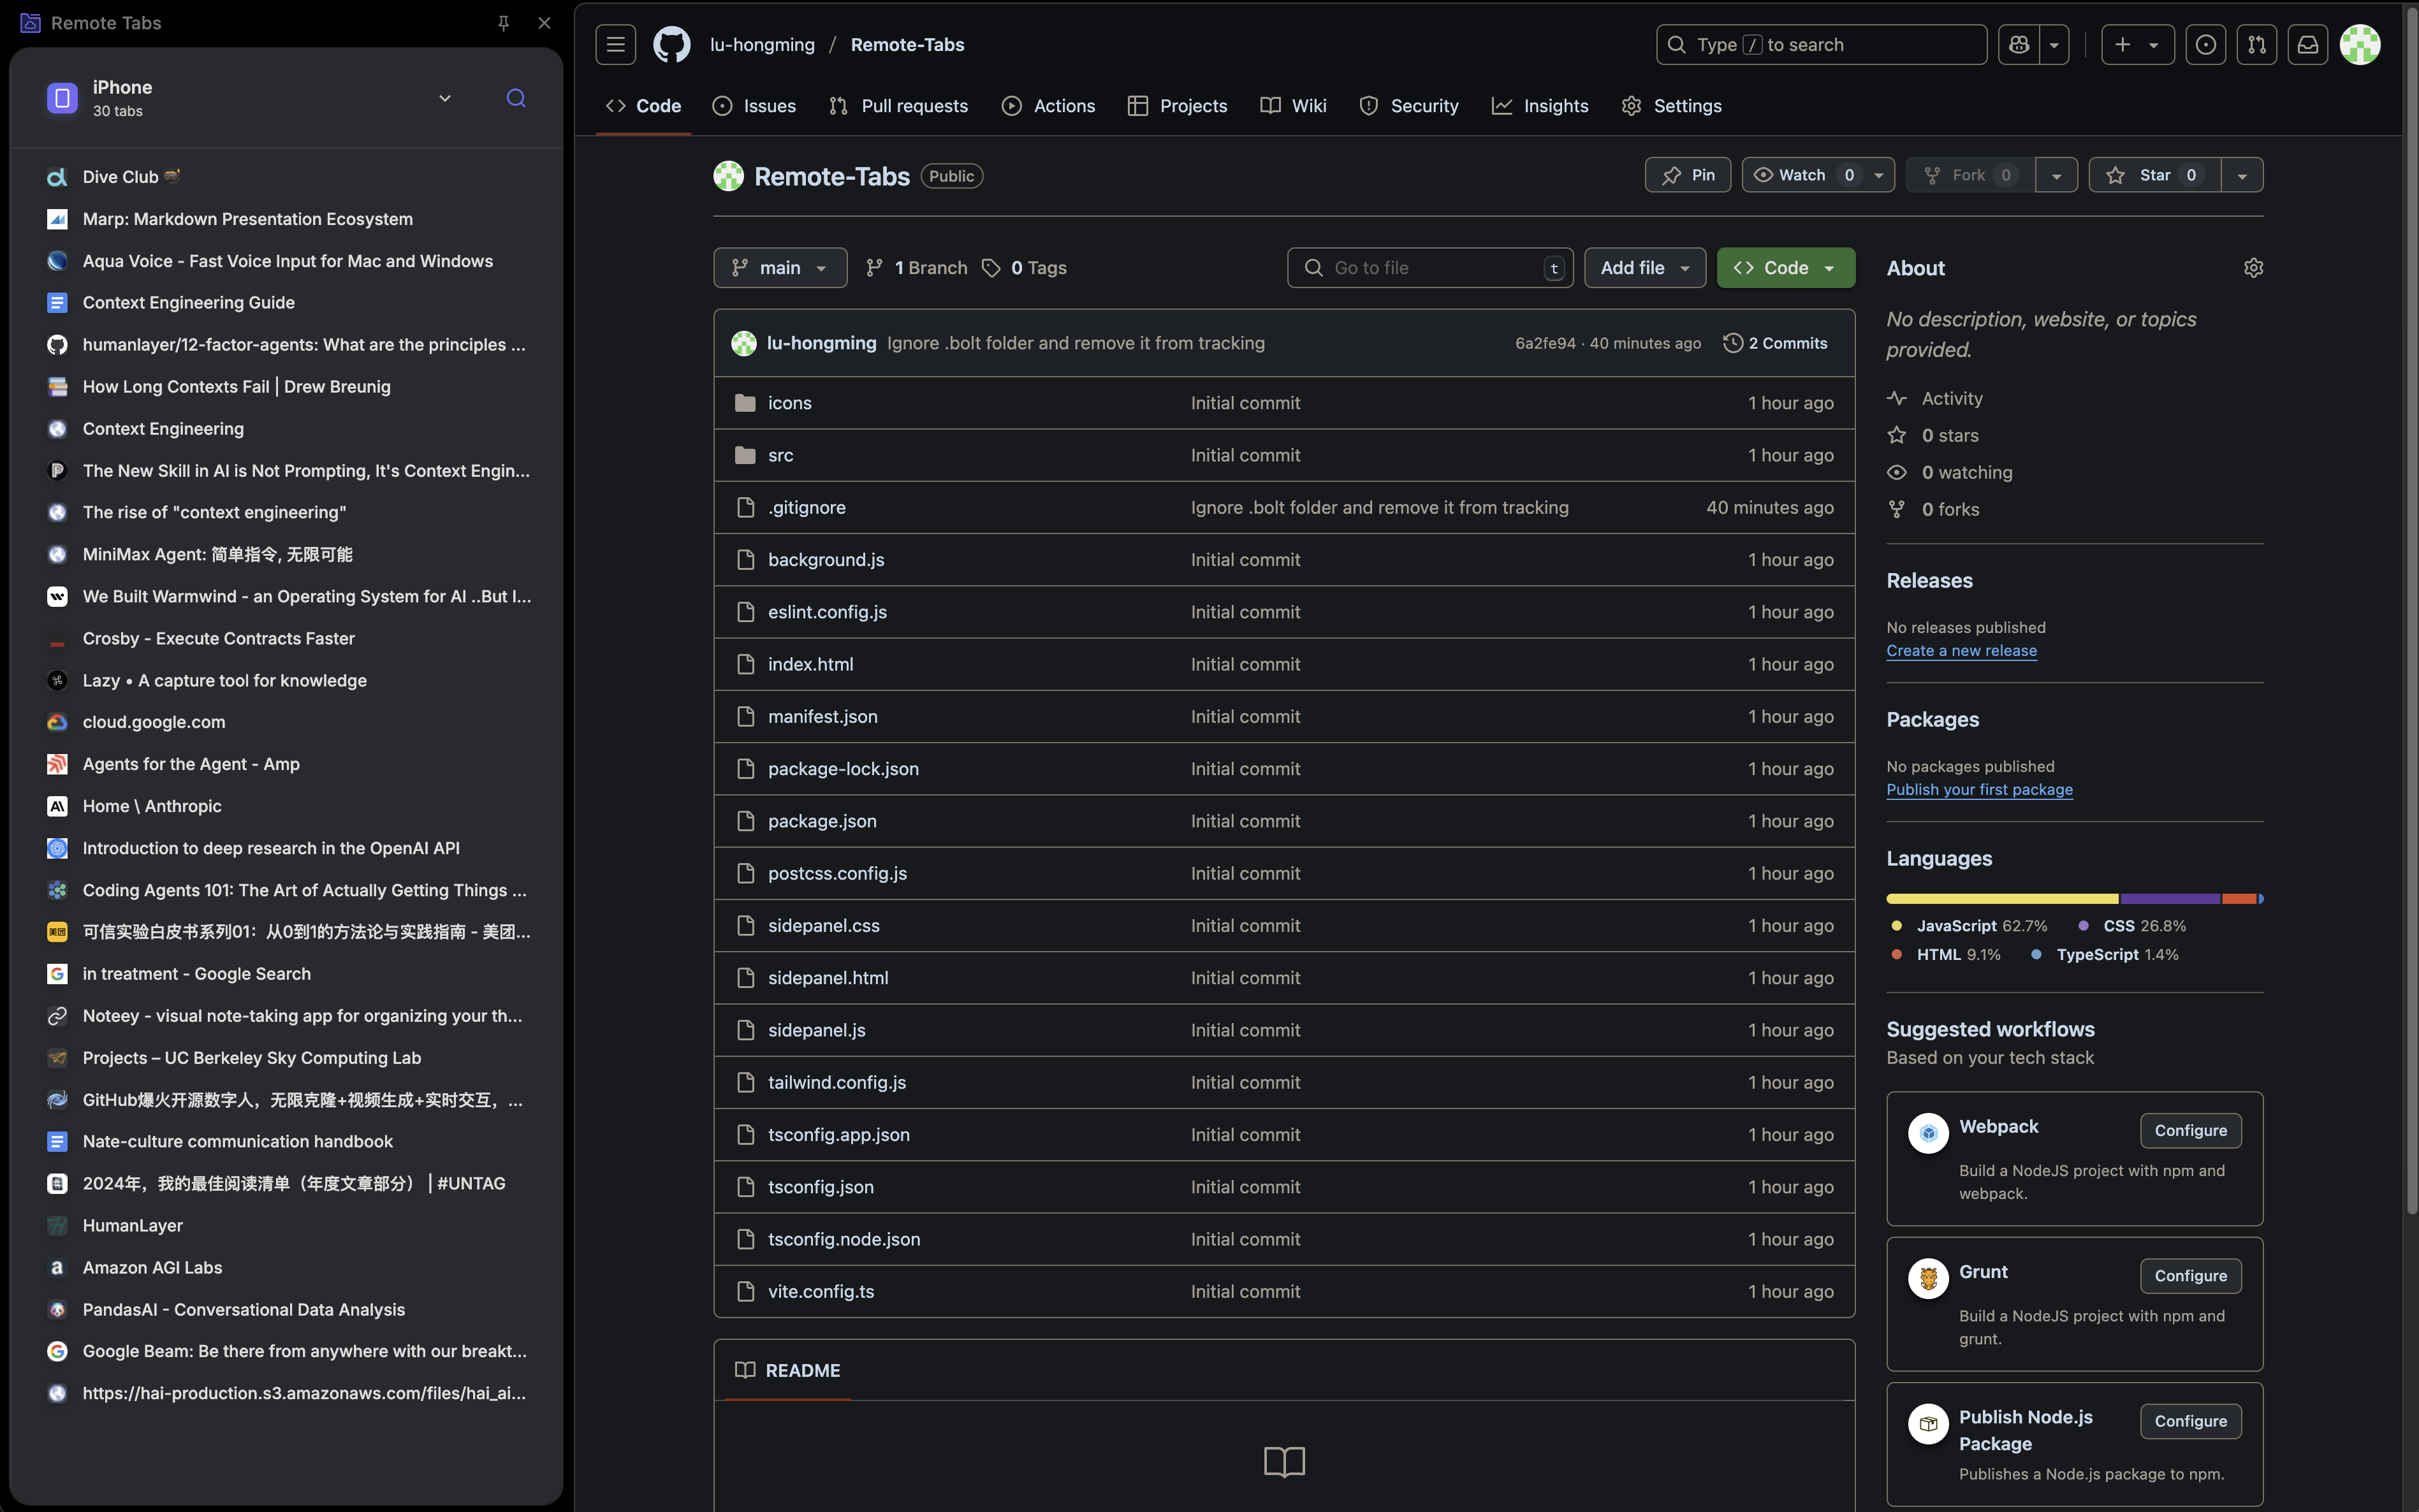 Remote Tabs
iPhone
30 tabs
Dive Club 🤿
Marp: Markdown Presentation Ecosystem
Aqua Voice - Fast Voice Input for Mac and Windows
Context Engineering Guide
humanlayer/12-factor-agents: What are the principles ...
How Long Contexts Fail | Drew Breunig
Context Engineering
The New Skill in AI is Not Prompting, It's Context Engin...
The rise of "context engineering"
MiniMax Agent: 简单指令, 无限可能
We Built Warmwind - an Operating System for AI ..But I...
Crosby - Execute Contracts Faster
Lazy • A capture tool for knowledge
cloud.google.com
Agents for the Agent - Amp
Home \ Anthropic
Introduction to deep research in the OpenAI API
Coding Agents 101: The Art of Actually Getting Things ...
美团 可信实验白皮书系列01：从0到1的方法论与实践指南 - 美团...
in treatment - Google Search
Noteey - visual note-taking app for organizing your th...
Projects – UC Berkeley Sky Computing Lab
GitHub爆火开源数字人，无限克隆+视频生成+实时交互，...
Nate-culture communication handbook
2024年，我的最佳阅读清单（年度文章部分） | #UNTAG
HumanLayer
Amazon AGI Labs
PandasAI - Conversational Data Analysis
Google Beam: Be there from anywhere with our breakt...
https://hai-production.s3.amazonaws.com/files/hai_ai...
lu-hongming / Remote-Tabs
Type / to search
Code Issues Pull requests Actions Projects Wiki Security Insights Settings
Remote-Tabs Public
Pin Watch 0 Fork 0 Star 0
main 1 Branch 0 Tags
Go to file t Add file Code
lu-hongming Ignore .bolt folder and remove it from tracking 6a2fe94 · 40 minutes ago 2 Commits
icons Initial commit 1 hour ago
src Initial commit 1 hour ago
.gitignore Ignore .bolt folder and remove it from tracking 40 minutes ago
background.js Initial commit 1 hour ago
eslint.config.js Initial commit 1 hour ago
index.html Initial commit 1 hour ago
manifest.json Initial commit 1 hour ago
package-lock.json Initial commit 1 hour ago
package.json Initial commit 1 hour ago
postcss.config.js Initial commit 1 hour ago
sidepanel.css Initial commit 1 hour ago
sidepanel.html Initial commit 1 hour ago
sidepanel.js Initial commit 1 hour ago
tailwind.config.js Initial commit 1 hour ago
tsconfig.app.json Initial commit 1 hour ago
tsconfig.json Initial commit 1 hour ago
tsconfig.node.json Initial commit 1 hour ago
vite.config.ts Initial commit 1 hour ago
README
About
No description, website, or topics
provided.
Activity
0 stars
0 watching
0 forks
Releases
No releases published
Create a new release
Packages
No packages published
Publish your first package
Languages
JavaScript 62.7% CSS 26.8%
HTML 9.1% TypeScript 1.4%
Suggested workflows
Based on your tech stack
Webpack Configure
Build a NodeJS project with npm and
webpack.
Grunt Configure
Build a NodeJS project with npm and
grunt.
Publish Node.js Configure
Package
Publishes a Node.js package to npm.